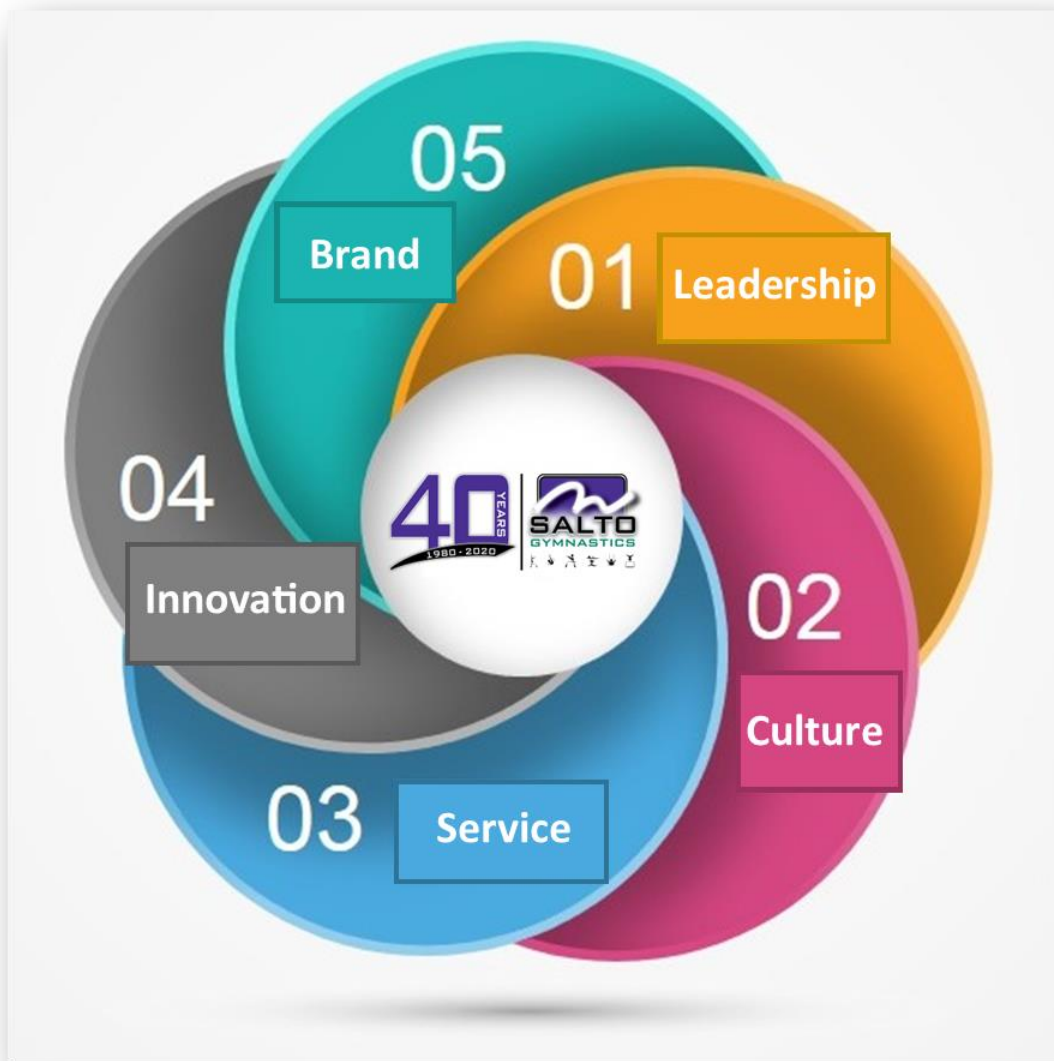 05
Brand
01
Leadership
40
YEARS
1980 - 2020
SALTO
GYMNASTICS
04
Innovation
02
Culture
03
Service